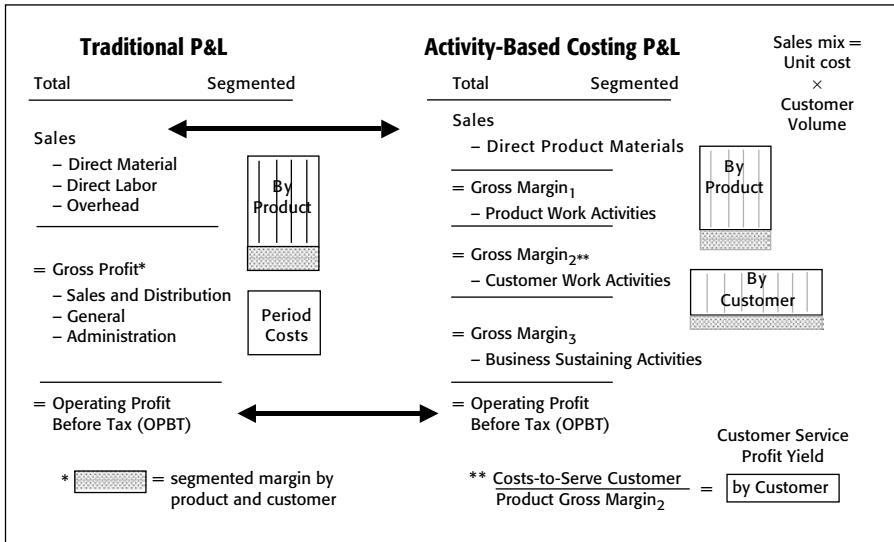 Traditional P&L
Total Segmented
Sales
– Direct Material
– Direct Labor
– Overhead
By
Product
= Gross Profit*
– Sales and Distribution
– General
– Administration
Period
Costs
= Operating Profit
Before Tax (OPBT)
* = segmented margin by
product and customer
Activity-Based Costing P&L
Total Segmented
Sales
– Direct Product Materials
= Gross Margin1
– Product Work Activities
= Gross Margin2**
– Customer Work Activities
= Gross Margin3
– Business Sustaining Activities
= Operating Profit
Before Tax (OPBT)
By
Product
By
Customer
Sales mix =
Unit cost
×
Customer
Volume
Customer Service
Profit Yield
** Costs-to-Serve Customer
Product Gross Margin2
= by Customer